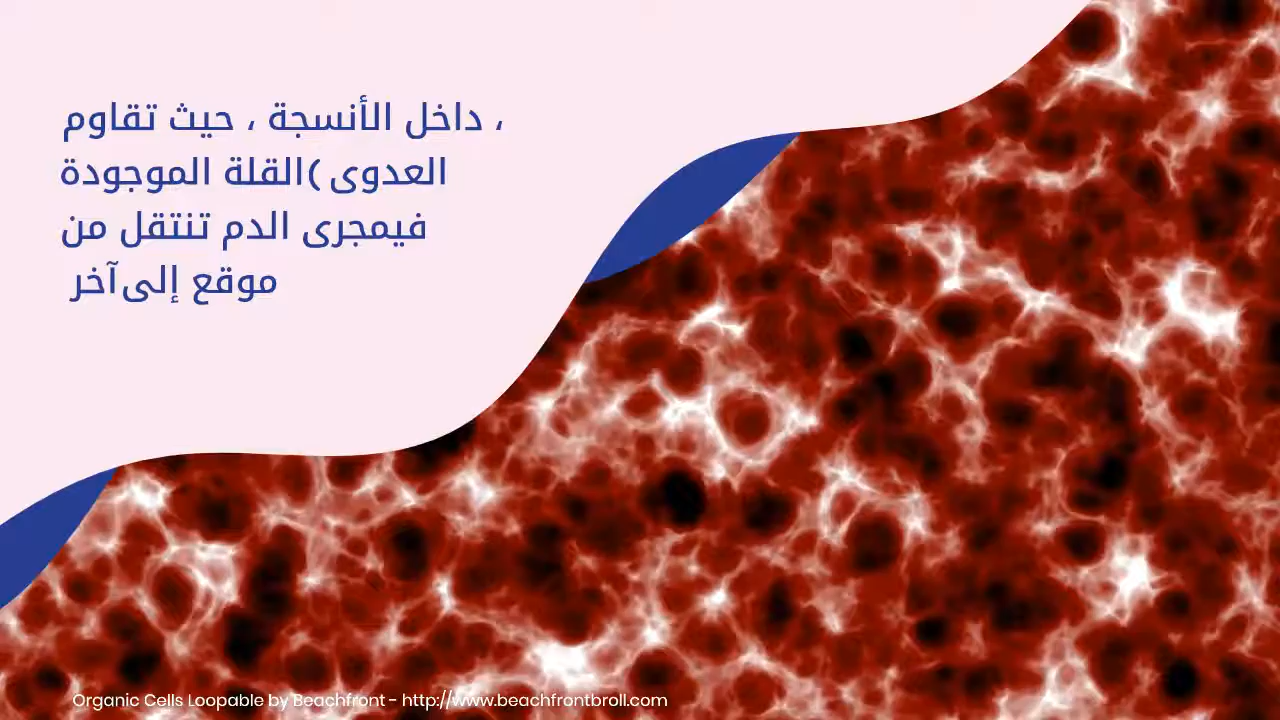 ، داخل الأنسجة ، حيث تقاوم
العدوى )القلة الموجودة
فيمجرى الدم تنتقل من
موقع إلىآخر
Organic Cells Loopable by Beachfront - http://www.beachfrontbroll.com